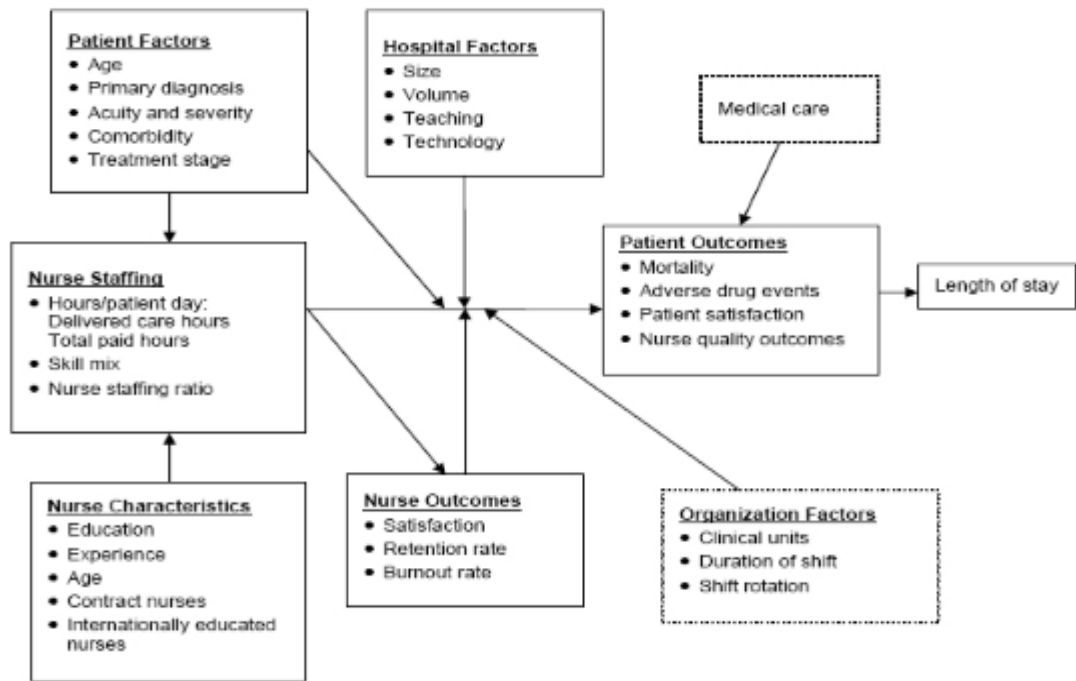 Patient Factors
• Age
• Primary diagnosis
• Acuity and severity
• Comorbidity
• Treatment stage
Hospital Factors
• Size
• Volume
• Teaching
• Technology
Medical care
Nurse Staffing
• Hours/patient day:
Delivered care hours
Total paid hours
• Skill mix
• Nurse staffing ratio
Patient Outcomes
• Mortality
• Adverse drug events
• Patient satisfaction
• Nurse quality outcomes
Length of stay
Nurse Characteristics
• Education
• Experience
• Age
• Contract nurses
• Internationally educated
nurses
Nurse Outcomes
• Satisfaction
• Retention rate
• Burnout rate
Organization Factors
• Clinical units
• Duration of shift
• Shift rotation